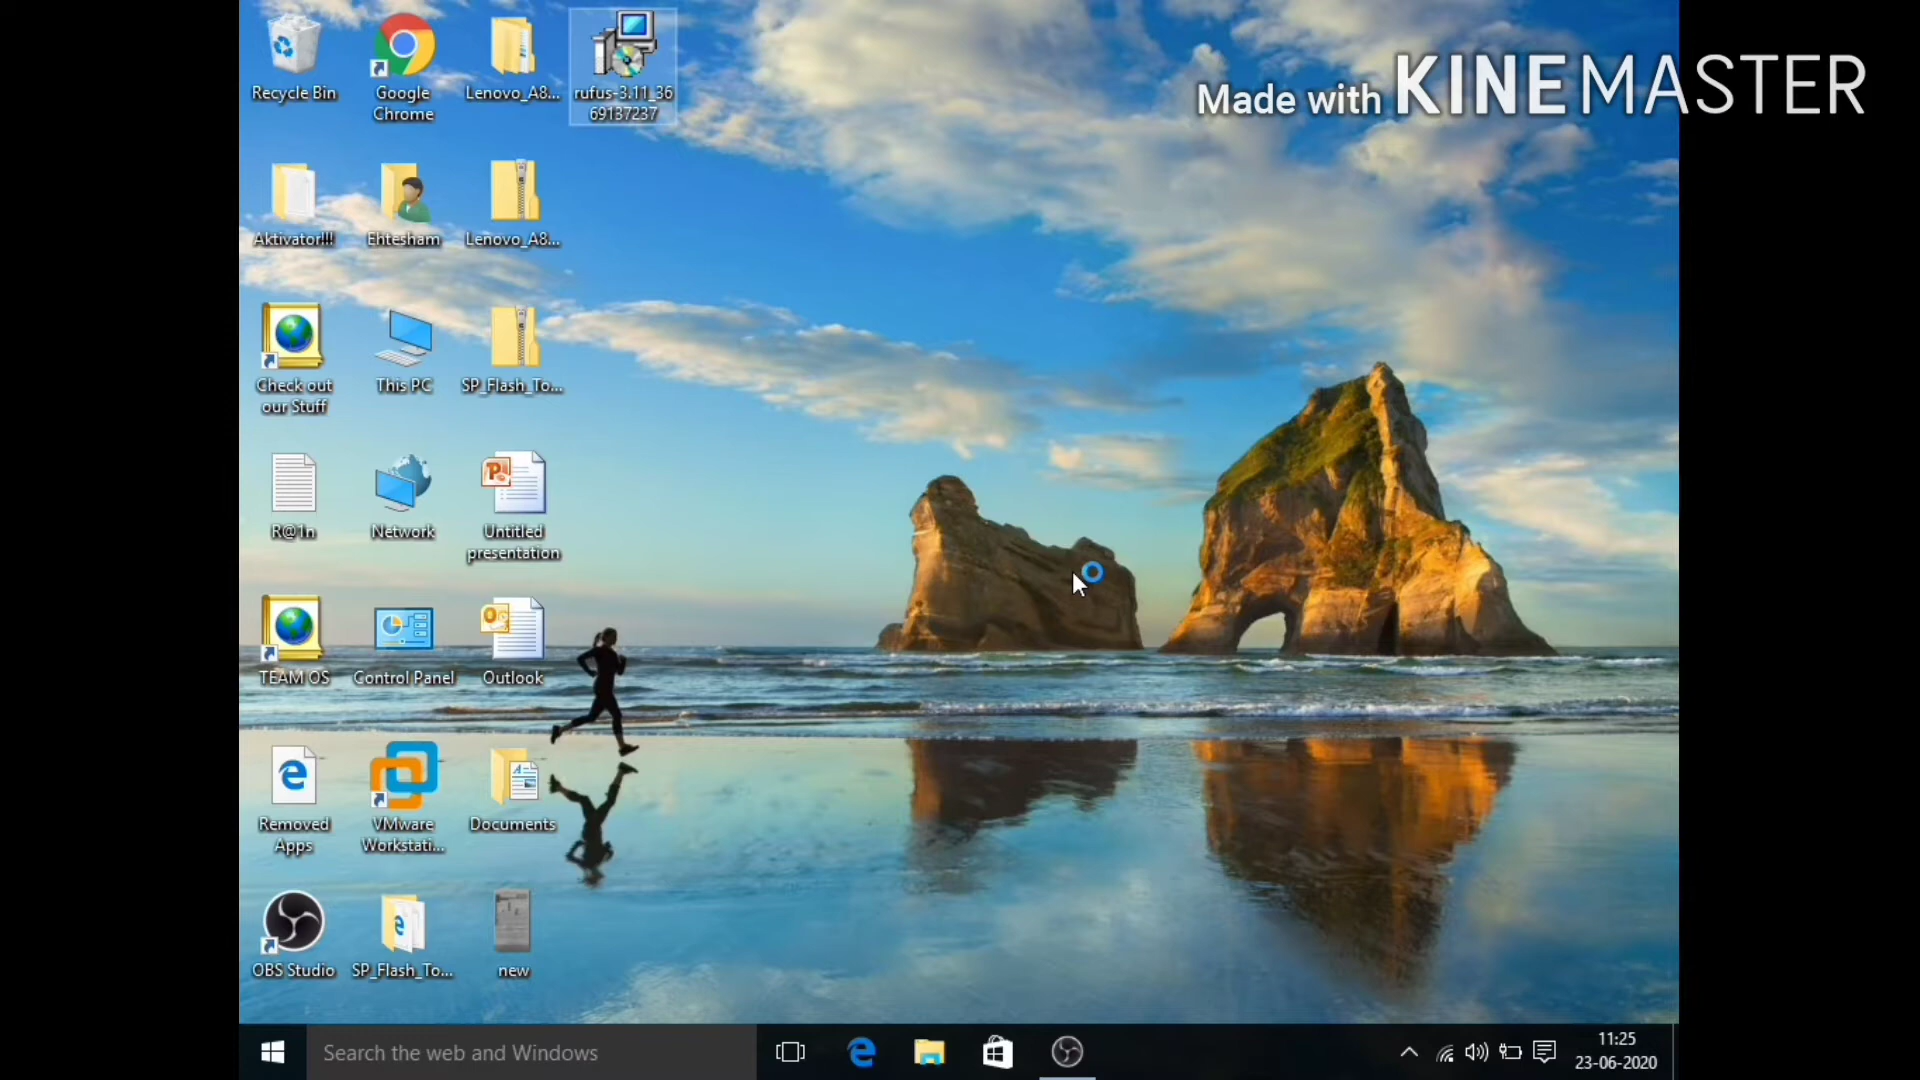 Made with KINEMASTER
Recycle Bin
Google
Chrome
Lenovo_A8...
rufus-3.11_36
69137237
Aktivator!!!
Ehtesham
Lenovo_A8...
Check out
our Stuff
This PC
SP_Flash_To...
R@1n
Network
Untitled
presentation
TEAM OS
Control Panel
Outlook
Removed
Apps
VMware
Workstati...
Documents
OBS Studio
SP_Flash_To...
new
Search the web and Windows
11:25
23-06-2020